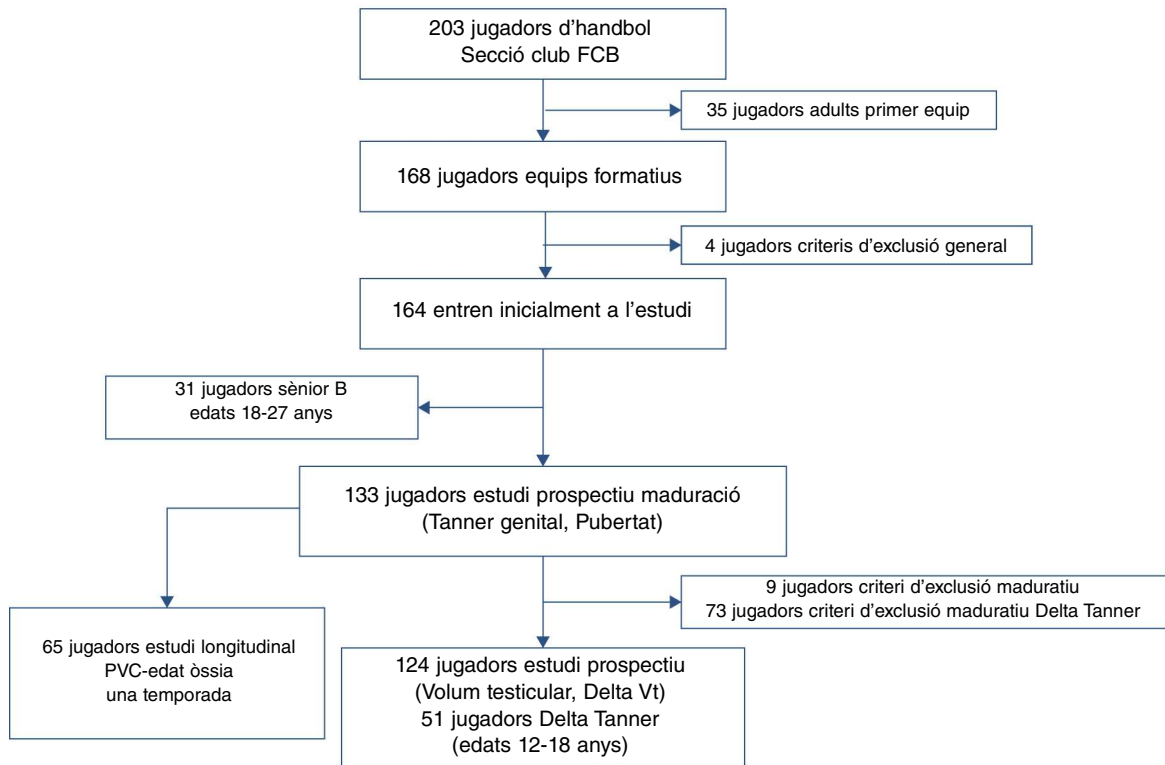 203 jugadors d'handbol
Secció club FCB
35 jugadors adults primer equip
168 jugadors equips formatius
4 jugadors criteris d'exclusió general
164 entren inicialment a l'estudi
31 jugadors sènior B
edats 18-27 anys
133 jugadors estudi prospectiu maduració
(Tanner genital, Pubertat)
9 jugadors criteri d'exclusió maduratiu
73 jugadors criteri d'exclusió maduratiu Delta Tanner
65 jugadors estudi longitudinal
PVC-edat òssia
una temporada
124 jugadors estudi prospectiu
(Volum testicular, Delta Vt)
51 jugadors Delta Tanner
(edats 12-18 anys)